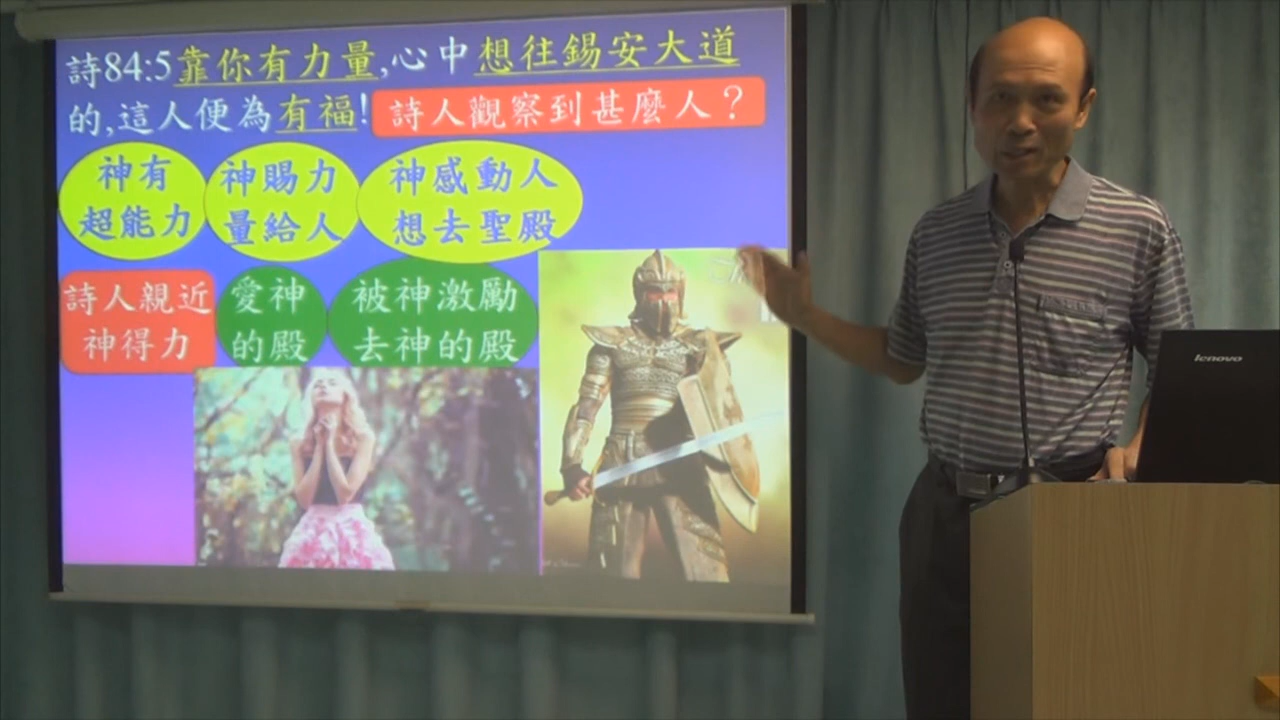 詩84:5靠你有力量,心中想往錫安大道
的,這人便為有福!
詩人觀察到甚麼人?
神有
超能力
神賜力
量給人
神感動人
想去聖殿
詩人親近
神得力
愛神
的殿
被神激勵
去神的殿
lenovo